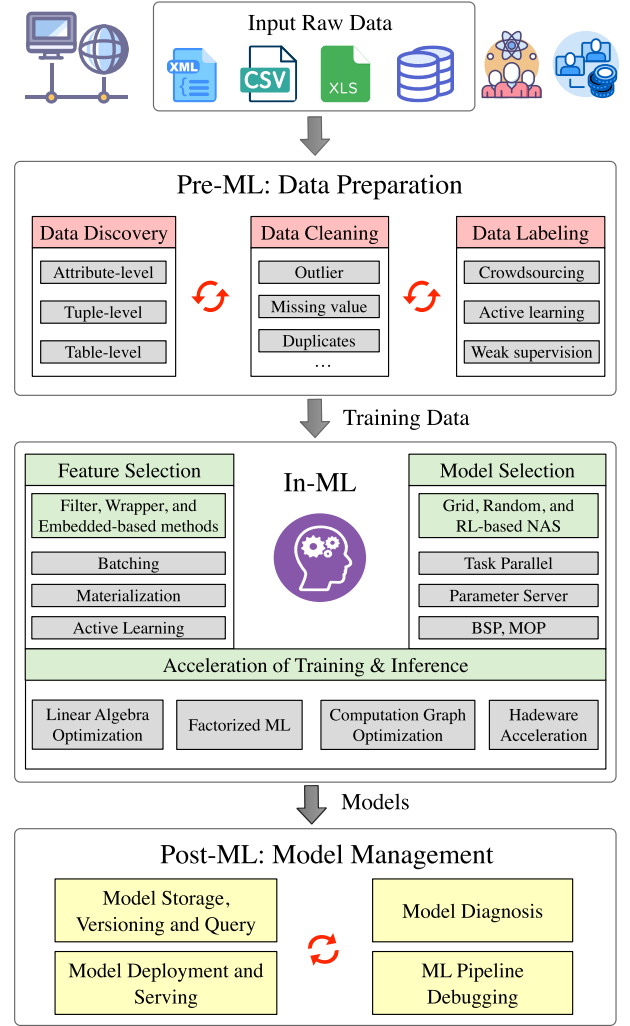 Input Raw Data
XML
CSV
XLS
Pre-ML: Data Preparation
Data Discovery
Attribute-level
Tuple-level
Table-level
Data Cleaning
Outlier
Missing value
Duplicates
...
Data Labeling
Crowdsourcing
Active learning
Weak supervision
Training Data
In-ML
Feature Selection
Filter, Wrapper, and
Embedded-based methods
Batching
Materialization
Active Learning
Model Selection
Grid, Random, and
RL-based NAS
Task Parallel
Parameter Server
BSP, MOP
Acceleration of Training & Inference
Linear Algebra
Optimization
Factorized ML
Computation Graph
Optimization
Hadeware
Acceleration
Models
Post-ML: Model Management
Model Storage,
Versioning and Query
Model Diagnosis
Model Deployment and
Serving
ML Pipeline
Debugging